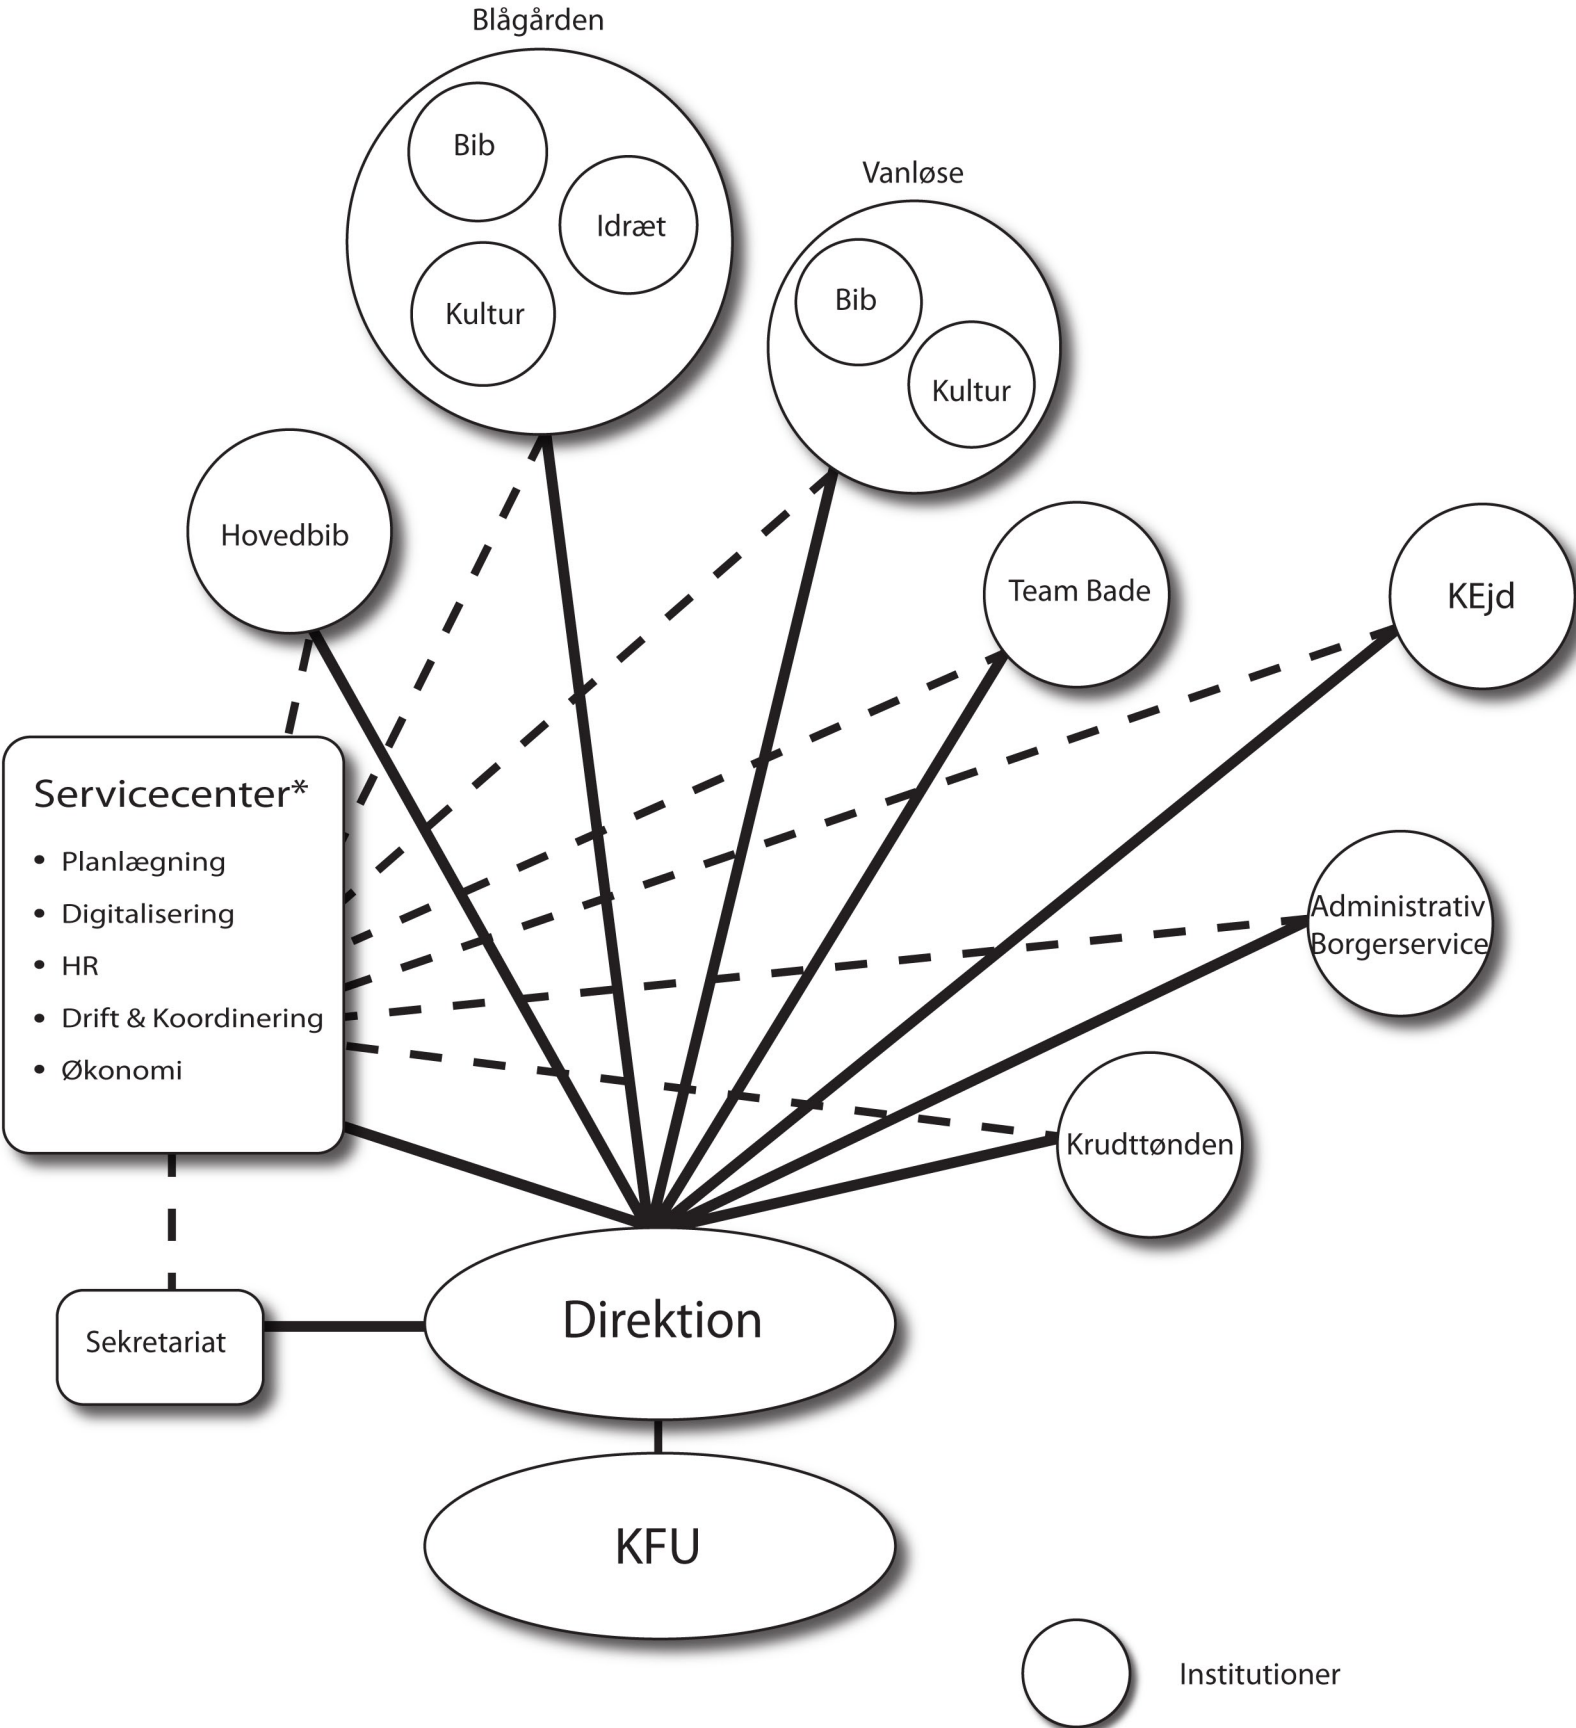 Blågården
Bib
Idræt
Kultur
Vanløse
Bib
Kultur
Hovedbib
Team Bade
KEjd
Servicecenter*
• Planlægning
• Digitalisering
• HR
• Drift & Koordinering
• Økonomi
Administrativ
Borgerservice
Krudttønden
Sekretariat
Direktion
KFU
Institutioner